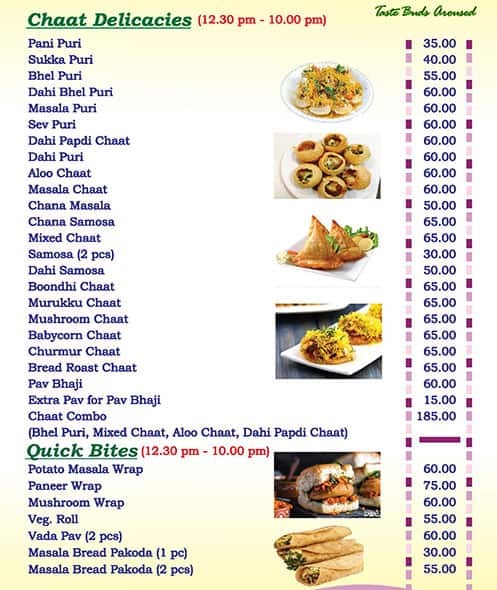 Taste Buds Aroused
Chaat Delicacies (12.30 pm - 10.00 pm)
Pani Puri 35.00
Sukka Puri 40.00
Bhel Puri 55.00
Dahi Bhel Puri 60.00
Masala Puri 60.00
Sev Puri 60.00
Dahi Papdi Chaat 60.00
Dahi Puri 60.00
Aloo Chaat 60.00
Masala Chaat 60.00
Chana Masala 50.00
Chana Samosa 65.00
Mixed Chaat 65.00
Samosa (2 pcs) 30.00
Dahi Samosa 50.00
Boondhi Chaat 65.00
Murukku Chaat 65.00
Mushroom Chaat 65.00
Babycorn Chaat 65.00
Churmur Chaat 65.00
Bread Roast Chaat 65.00
Pav Bhaji 60.00
Extra Pav for Pav Bhaji 15.00
Chaat Combo 185.00
(Bhel Puri, Mixed Chaat, Aloo Chaat, Dahi Papdi Chaat)
Quick Bites (12.30 pm - 10.00 pm)
Potato Masala Wrap 60.00
Paneer Wrap 75.00
Mushroom Wrap 60.00
Veg. Roll 55.00
Vada Pav (2 pcs) 60.00
Masala Bread Pakoda (1 pc) 30.00
Masala Bread Pakoda (2 pcs) 55.00